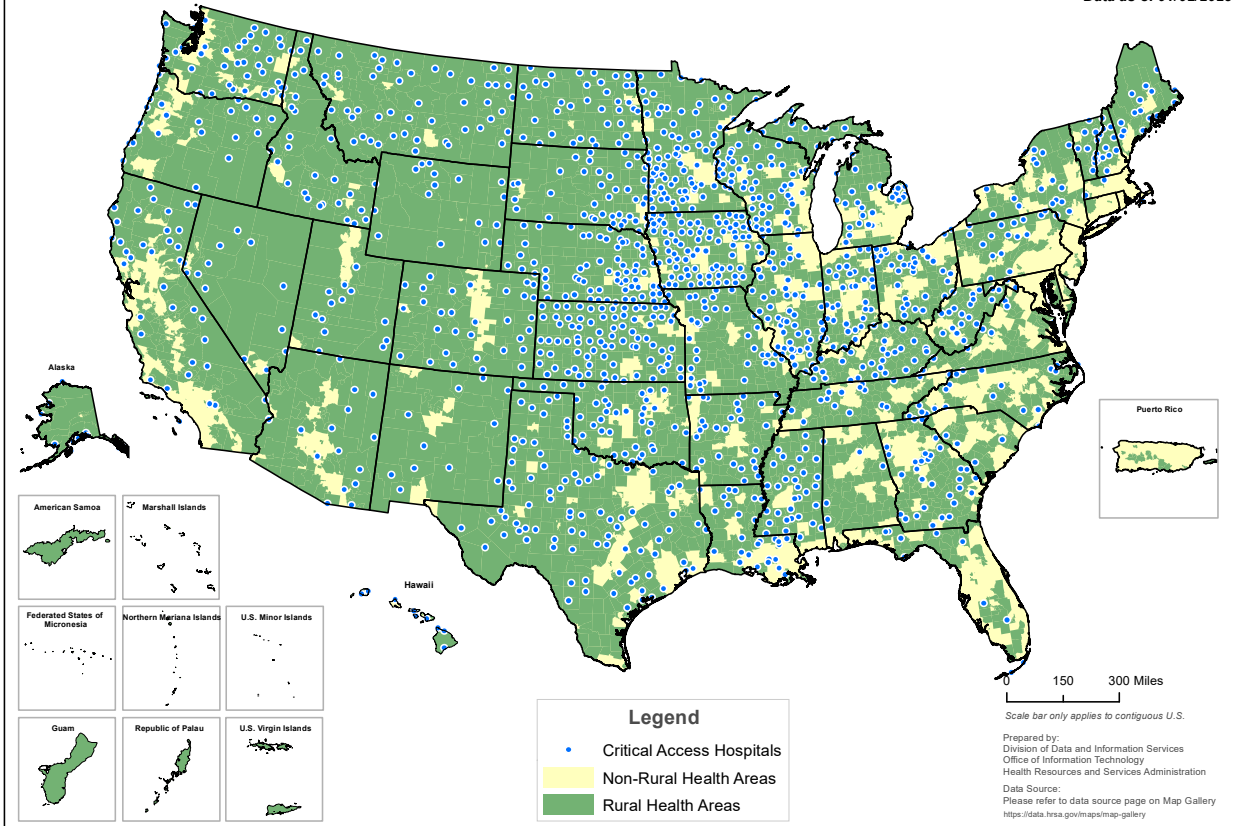 Alaska
Puerto Rico
American Samoa
Marshall Islands
Hawaii
Federated States of
Micronesia
Northern Mariana Islands
U.S. Minor Islands
Guam
Republic of Palau
U.S. Virgin Islands
0 150 300 Miles
Scale bar only applies to contiguous U.S.
Legend
Critical Access Hospitals
Non-Rural Health Areas
Rural Health Areas
Prepared by:
Division of Data and Information Services
Office of Information Technology
Health Resources and Services Administration
Data Source:
Please refer to data source page on Map Gallery
https://data.hrsa.gov/maps/map-gallery